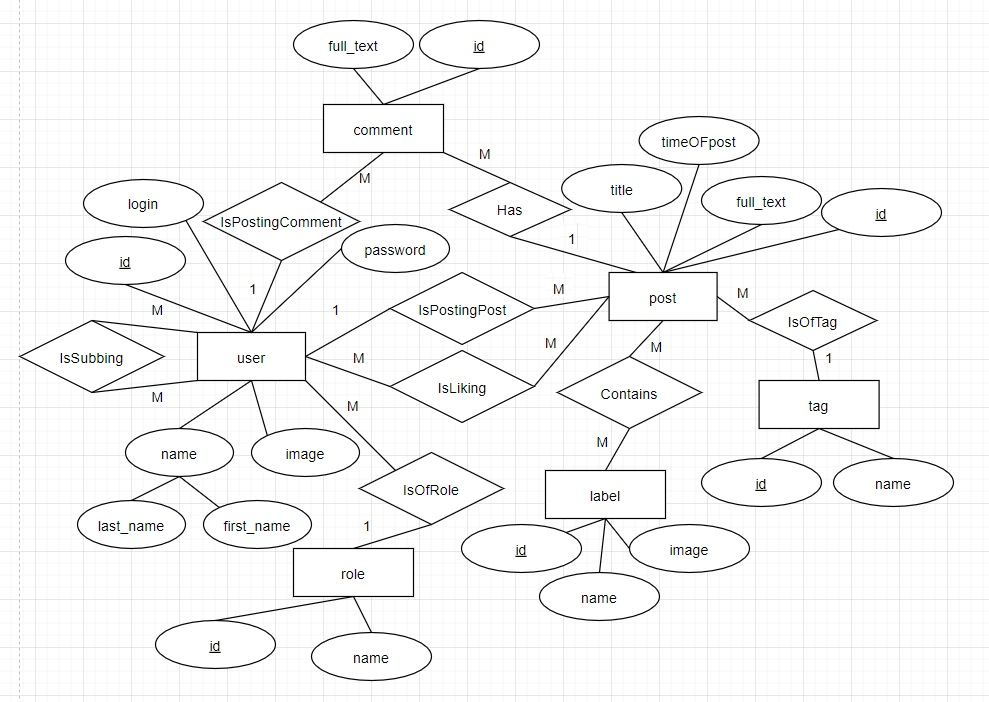 full_text
id
comment
timeOFpost
M
M
title
login
full_text
Has
id
IsPostingComment
1
password
id
1
M
M
post
M
1
IsPostingPost
IsOfTag
M
M
1
IsSubbing
user
M
IsLiking
Contains
M
M
tag
M
name
image
id
name
IsOfRole
label
last_name
first_name
1
id
image
role
name
id
name